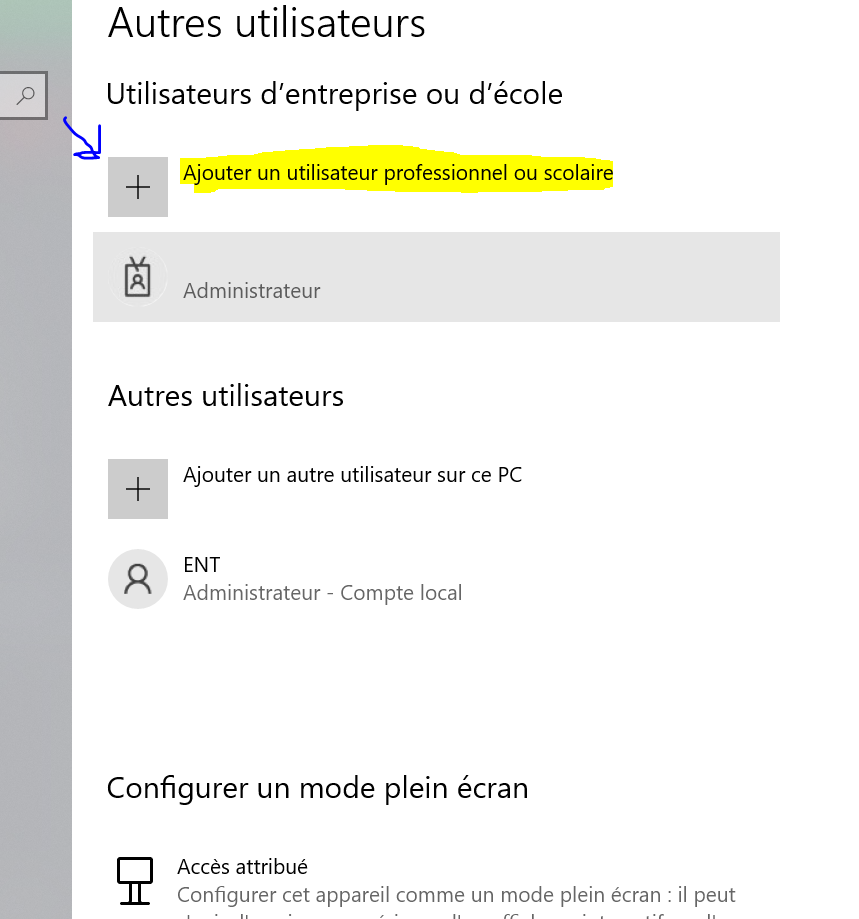 Autres utilisateurs
Utilisateurs d’entreprise ou d’école
Ajouter un utilisateur professionnel ou scolaire
Administrateur
Autres utilisateurs
Ajouter un autre utilisateur sur ce PC
ENT
Administrateur - Compte local
Configurer un mode plein écran
Accès attribué
Configurer cet appareil comme un mode plein écran : il peut